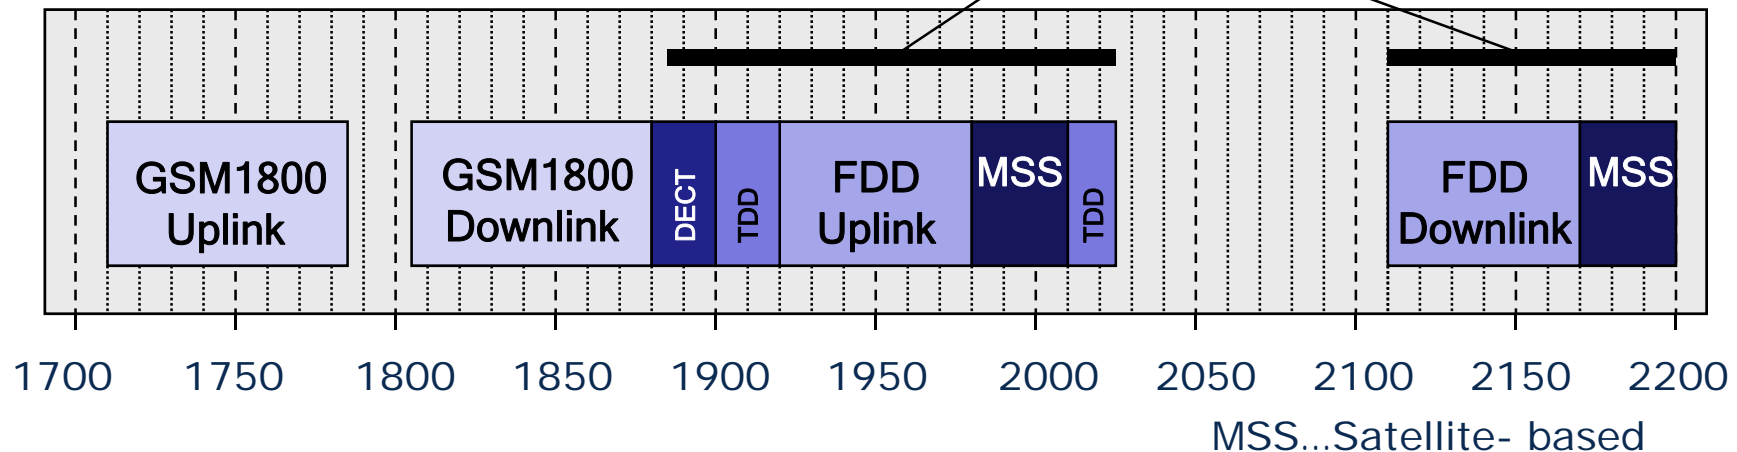 GSM1800
Uplink
GSM1800
Downlink
DECT
TDD
FDD
Uplink
MSS
TDD
FDD
Downlink
MSS
1700 1750 1800 1850 1900 1950 2000 2050 2100 2150 2200
MSS...Satellite- based